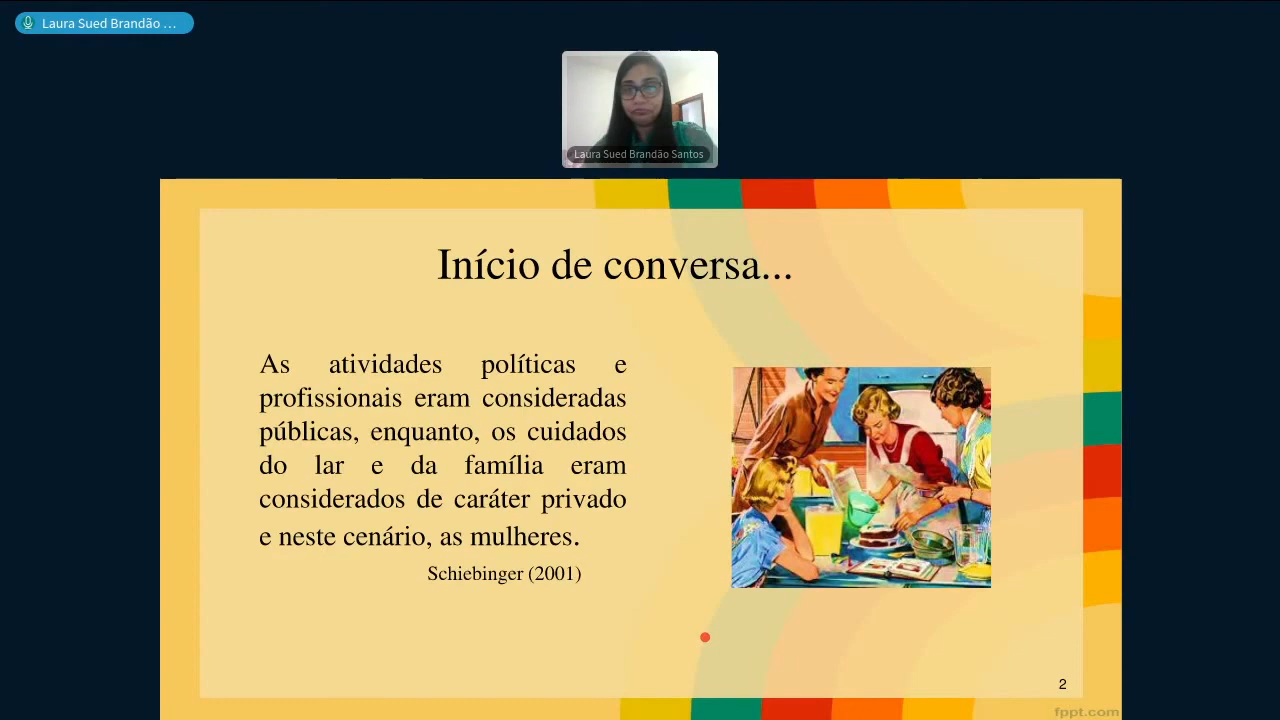 Laura Sued Brandão ...
Laura Sued Brandão Santos
Início de conversa...
As atividades políticas e
profissionais eram consideradas
públicas, enquanto, os cuidados
do lar e da família eram
considerados de caráter privado
e neste cenário, as mulheres.
Schiebinger (2001)
2
fppt.com